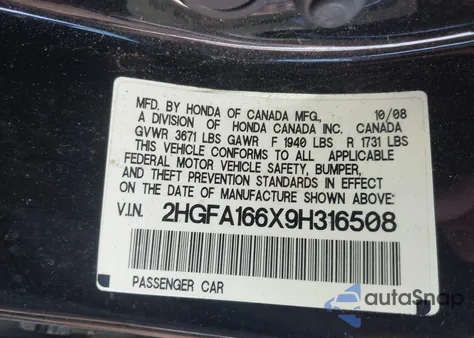 MFD. BY HONDA OF CANADA MFG., 10/08
A DIVISION OF HONDA CANADA INC. CANADA
GVWR 3671 LBS GAWR F 1940 LBS R 1731 LBS
THIS VEHICLE CONFORMS TO ALL APPLICABLE
FEDERAL MOTOR VEHICLE SAFETY, BUMPER,
AND THEFT PREVENTION STANDARDS IN EFFECT
ON THE DATE OF MANUFACTURE SHOWN ABOVE.
V.I.N. 2HGFA166X9H316508
PASSENGER CAR
autaSnap